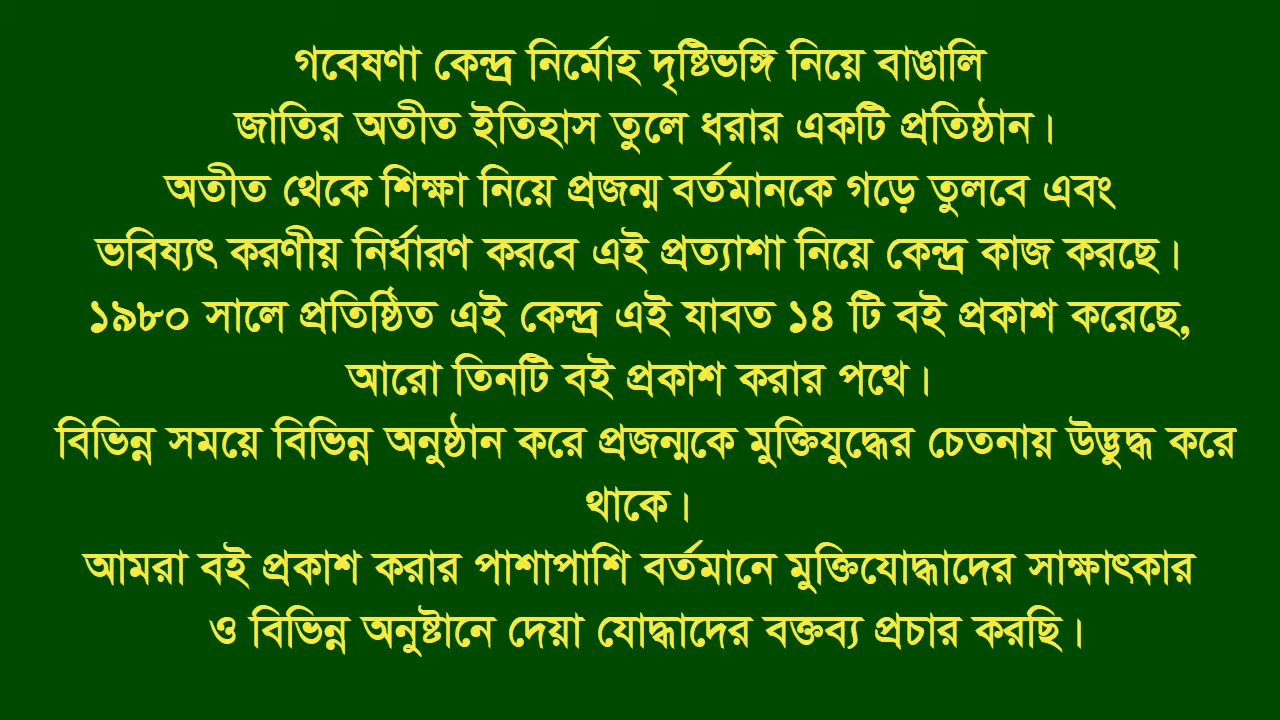 গবেষণা কেন্দ্র নির্মোহ দৃষ্টিভঙ্গি নিয়ে বাঙালি
জাতির অতীত ইতিহাস তুলে ধরার একটি প্রতিষ্ঠান।
অতীত থেকে শিক্ষা নিয়ে প্রজন্ম বর্তমানকে গড়ে তুলবে এবং
ভবিষ্যৎ করণীয় নির্ধারণ করবে এই প্রত্যাশা নিয়ে কেন্দ্র কাজ করছে।
১৯৮০ সালে প্রতিষ্ঠিত এই কেন্দ্র এই যাবত ১৪ টি বই প্রকাশ করেছে,
আরো তিনটি বই প্রকাশ করার পথে।
বিভিন্ন সময়ে বিভিন্ন অনুষ্ঠান করে প্রজন্মকে মুক্তিযুদ্ধের চেতনায় উদ্ভুদ্ধ করে
থাকে।
আমরা বই প্রকাশ করার পাশাপাশি বর্তমানে মুক্তিযোদ্ধাদের সাক্ষাৎকার
ও বিভিন্ন অনুষ্টানে দেয়া যোদ্ধাদের বক্তব্য প্রচার করছি।